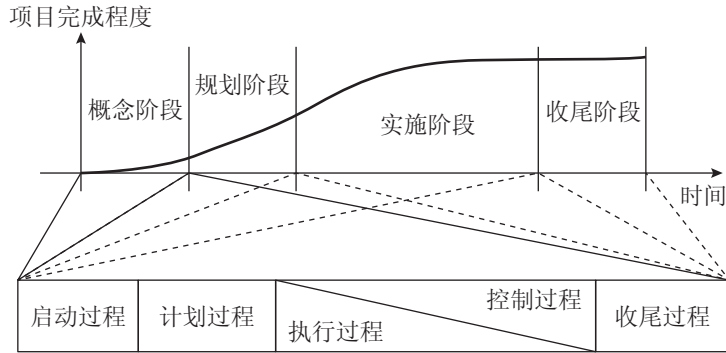 项目完成程度
概念阶段
规划阶段
实施阶段
收尾阶段
时间
启动过程
计划过程
执行过程
控制过程
收尾过程